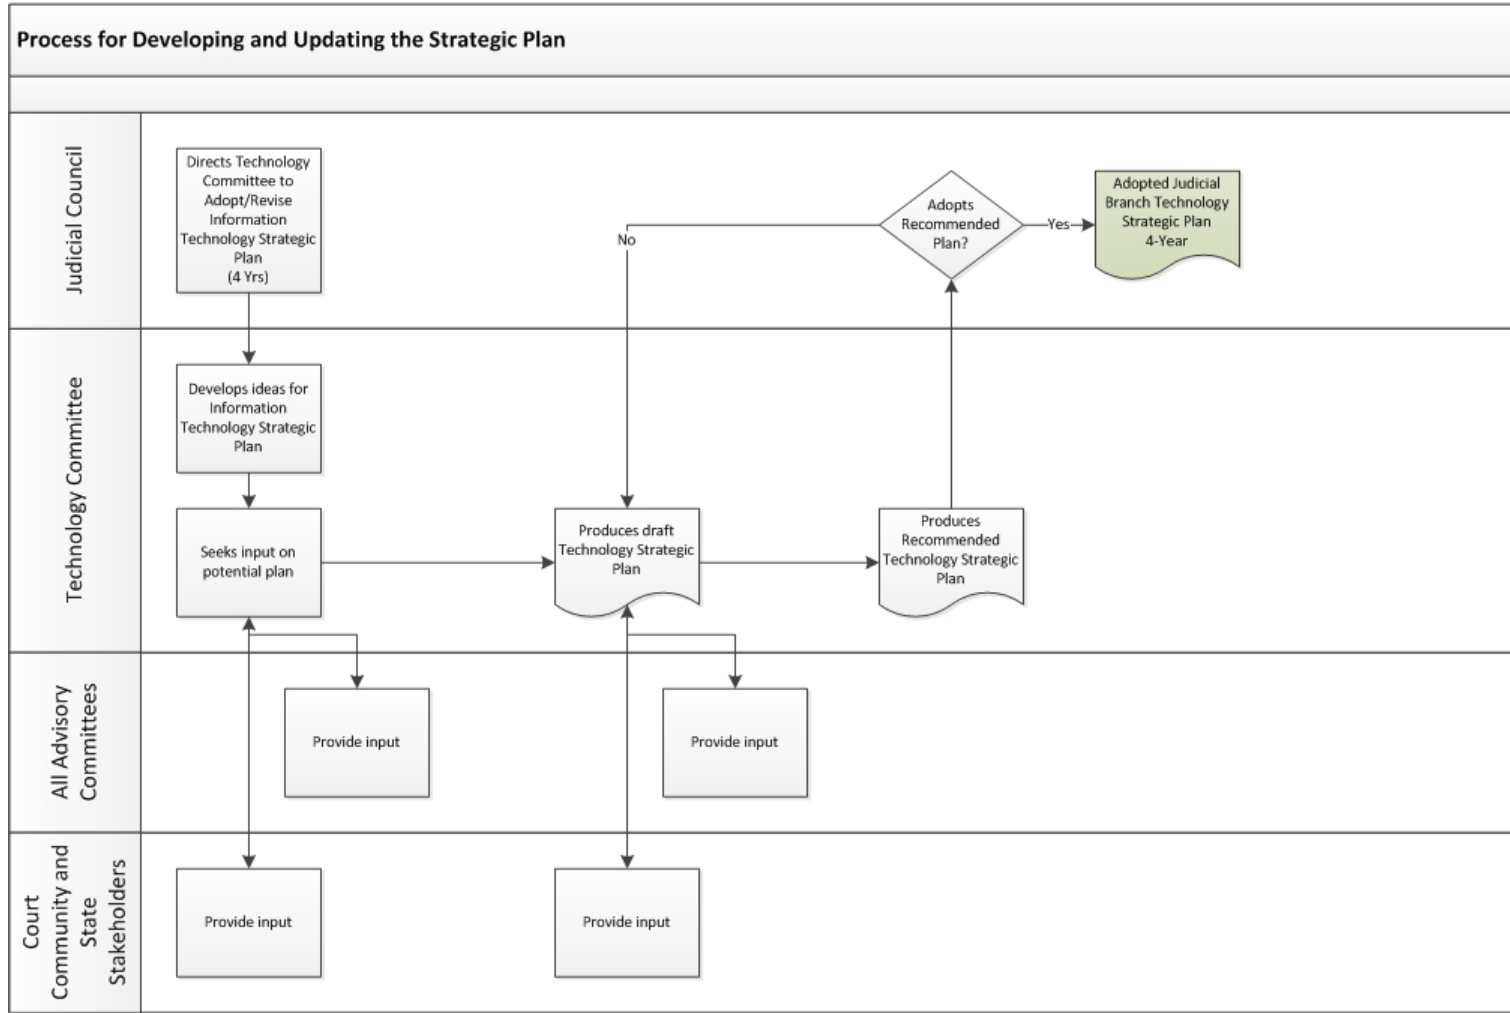 Process for Developing and Updating the Strategic Plan
Judicial Council
Directs Technology
Committee to
Adopt/Revise
Information
Technology Strategic
Plan
(4 Yrs)
No
Adopts
Recommended
Plan?
Yes
Adopted Judicial
Branch Technology
Strategic Plan
4-Year
Technology Committee
Develops ideas for
Information
Technology Strategic
Plan
Seeks input on
potential plan
Produces draft
Technology Strategic
Plan
Produces
Recommended
Technology Strategic
Plan
All Advisory
Committees
Provide input
Provide input
Court
Community and
State
Stakeholders
Provide input
Provide input